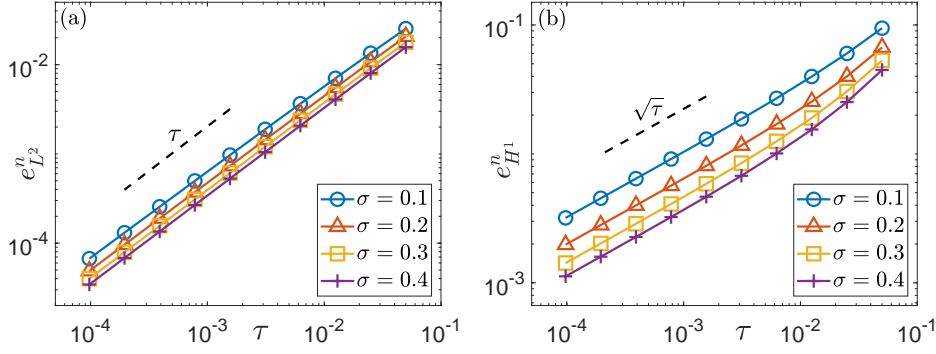 (a)
10^{-2}
10^{-4}
e^n_{L^2}
τ
σ = 0.1
σ = 0.2
σ = 0.3
σ = 0.4
10^{-4}
10^{-3}
τ
10^{-2}
10^{-1}
(b)
10^{-1}
10^{-3}
e^n_{H^1}
√τ
σ = 0.1
σ = 0.2
σ = 0.3
σ = 0.4
10^{-4}
10^{-3}
τ
10^{-2}
10^{-1}